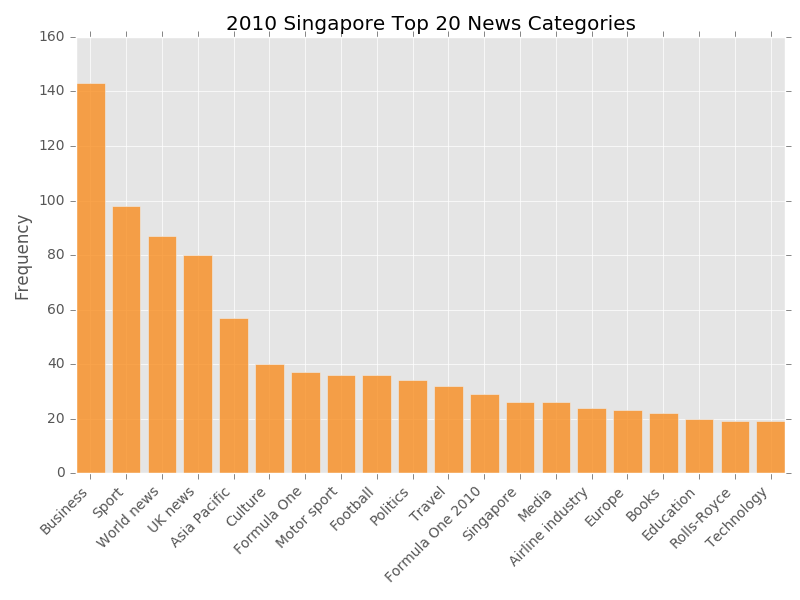 2010 Singapore Top 20 News Categories
160
140
120
100
80
60
40
20
0
Frequency
Business
Sport
World news
UK news
Asia Pacific
Culture
Formula One
Motor sport
Football
Politics
Travel
Formula One 2010
Singapore
Media
Airline industry
Europe
Books
Education
Rolls-Royce
Technology